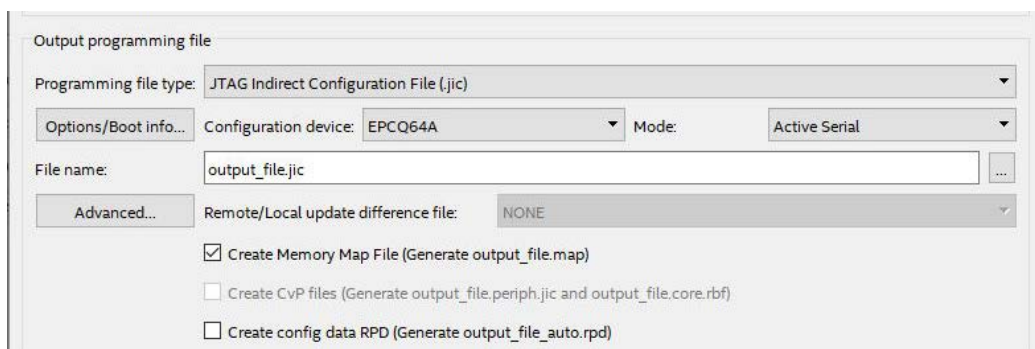 Output programming file
Programming file type: JTAG Indirect Configuration File (.jic)
Options/Boot info... Configuration device: EPCQ64A Mode: Active Serial
File name: output_file.jic ...
Advanced... Remote/Local update difference file: NONE
Create Memory Map File (Generate output_file.map)
Create CvP files (Generate output_file.periph.jic and output_file.core.rbf)
Create config data RPD (Generate output_file_auto.rpd)